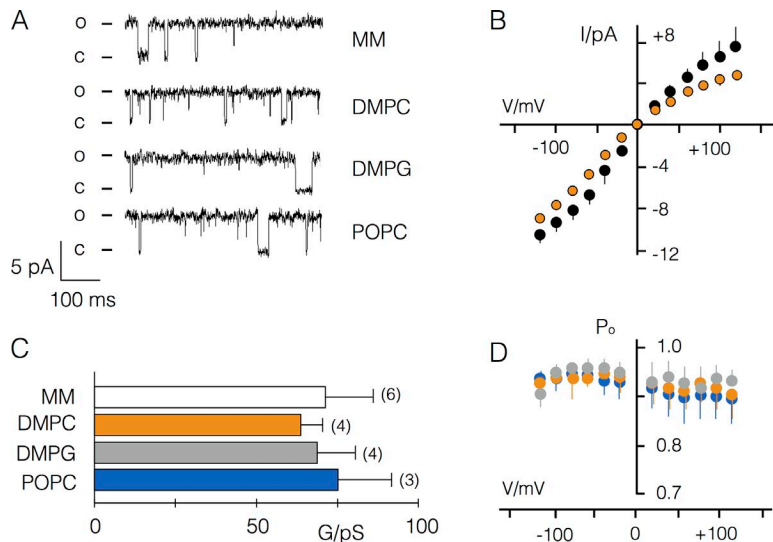 A
O
C
MM
O
C
DMPC
O
C
DMPG
O
C
POPC
5 pA
100 ms
B
I/pA
+8
V/mV
-100
+100
-4
-8
-12
C
MM
(6)
DMPC
(4)
DMPG
(4)
POPC
(3)
0
50
G/pS
100
D
Po
1.0
0.9
0.8
0.7
V/mV
-100
0
+100